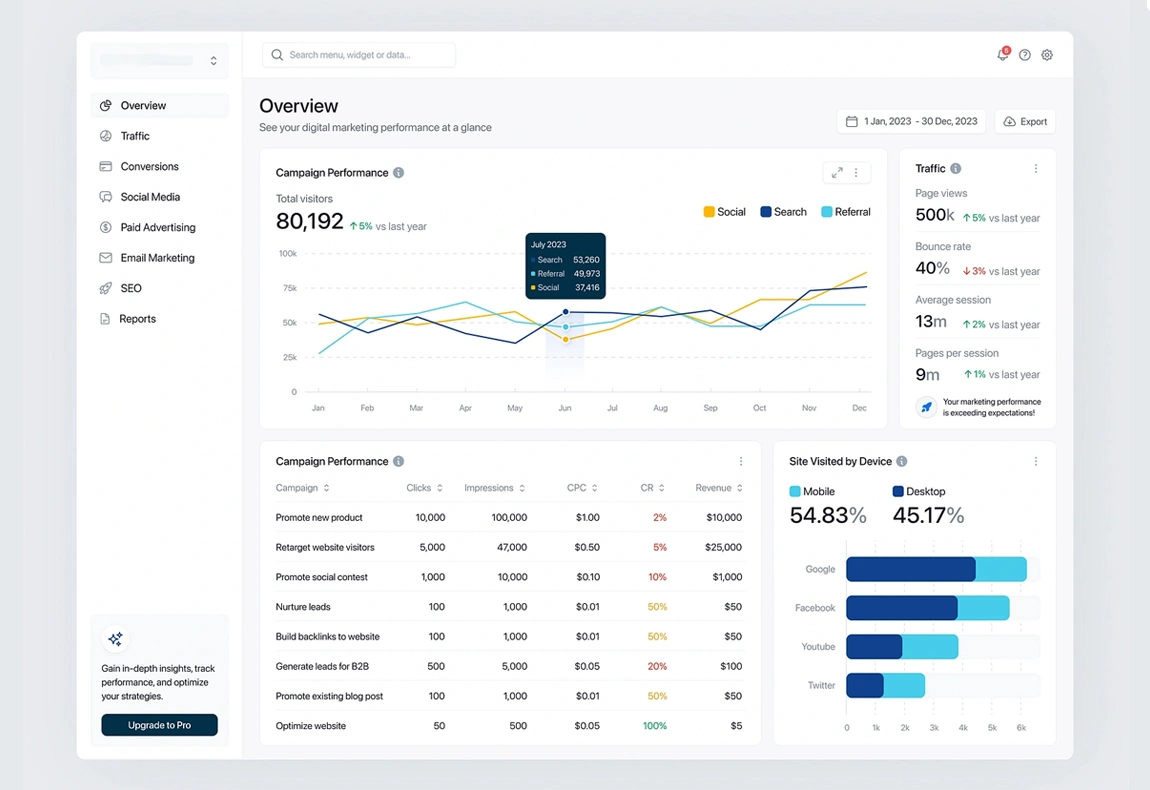 Search menu, widget or data...
6
Overview
Traffic
Conversions
Social Media
Paid Advertising
Email Marketing
SEO
Reports
Gain in-depth insights, track
performance, and optimize
your strategies.
Upgrade to Pro
Overview
See your digital marketing performance at a glance
1 Jan, 2023 - 30 Dec, 2023
Export
Campaign Performance
Total visitors
80,192 5% vs last year
Social Search Referral
100k
75k
50k
25k
0
July 2023
Search 53,260
Referral 49,973
Social 37,416
Jan Feb Mar Apr May Jun Jul Aug Sep Oct Nov Dec
Traffic
Page views
500k 5% vs last year
Bounce rate
40% 3% vs last year
Average session
13m 2% vs last year
Pages per session
9m 1% vs last year
Your marketing performance
is exceeding expectations!
Campaign Performance
Campaign Clicks Impressions CPC CR Revenue
Promote new product 10,000 100,000 $1.00 2% $10,000
Retarget website visitors 5,000 47,000 $0.50 5% $25,000
Promote social contest 1,000 10,000 $0.10 10% $1,000
Nurture leads 100 1,000 $0.01 50% $50
Build backlinks to website 100 1,000 $0.01 50% $50
Generate leads for B2B 500 5,000 $0.05 20% $100
Promote existing blog post 100 1,000 $0.01 50% $50
Optimize website 50 500 $0.05 100% $5
Site Visited by Device
Mobile Desktop
54.83% 45.17%
Google
Facebook
Youtube
Twitter
0 1k 2k 3k 4k 5k 6k